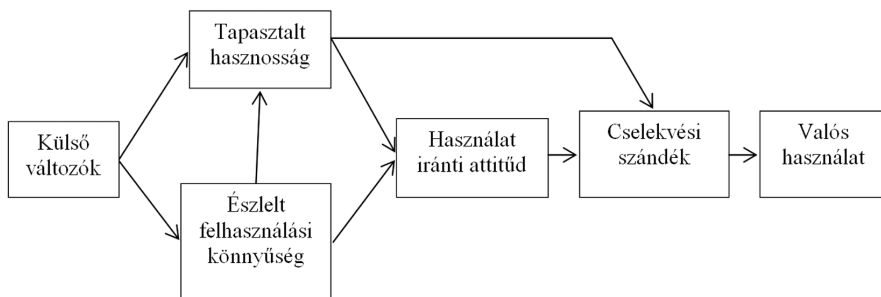 Külső
változók
Tapasztalt
hasznosság
Észlelt
felhasználási
könnyűség
Használat
iránti attitűd
Cselekvési
szándék
Valós
használat